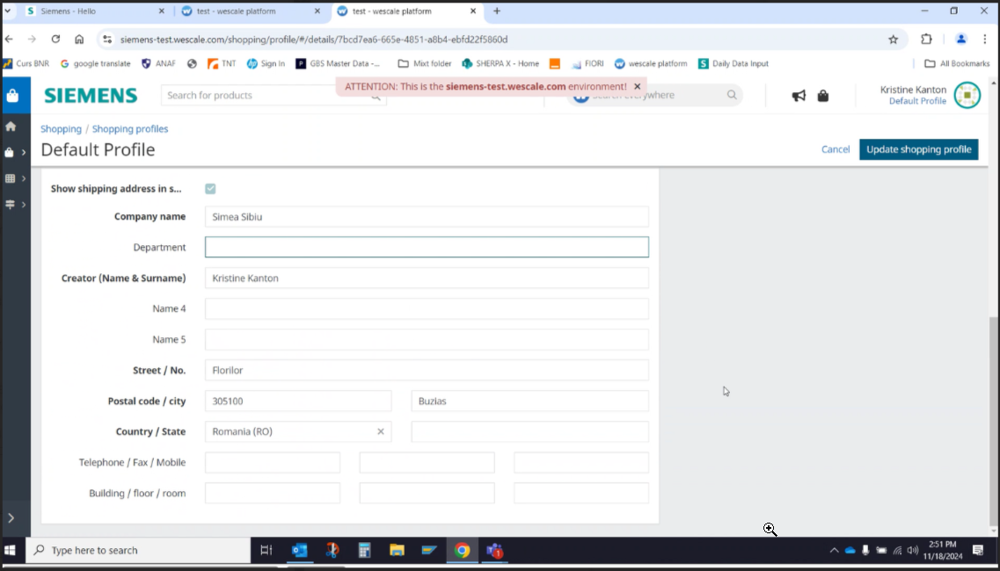 Siemens - Hello
test - wescale platform
test - wescale platform
siemens-test.wescale.com/shopping/profile/#/details/7bcd7ea6-665e-4851-a8b4-ebfd22f5860d
Curs BNR google translate ANAF TNT Sign In GBS Master Data -... Mixt folder SHERPA X - Home FIORI wescale platform Daily Data Input All Bookmarks
ATTENTION: This is the siemens-test.wescale.com environment!
SIEMENS
Search for products
Search everywhere
Kristine Kanton
Default Profile
Shopping / Shopping profiles
Default Profile
Cancel
Update shopping profile
Show shipping address in s...
Company name Simea Sibiu
Department
Creator (Name & Surname) Kristine Kanton
Name 4
Name 5
Street / No. Florilor
Postal code / city 305100 Buzias
Country / State Romania (RO)
Telephone / Fax / Mobile
Building / floor / room
Type here to search
2:51 PM
11/18/2024